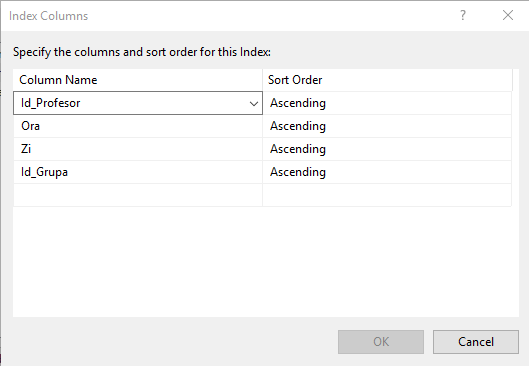 Index Columns
Specify the columns and sort order for this Index:
Column Name Sort Order
Id_Profesor Ascending
Ora Ascending
Zi Ascending
Id_Grupa Ascending
OK Cancel